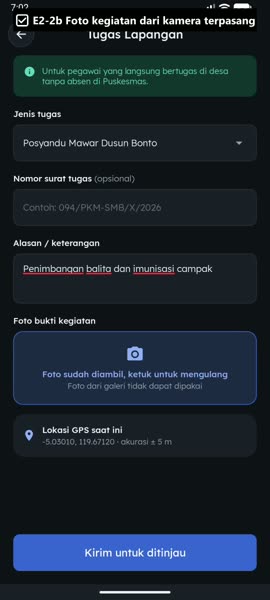 7:02
E2-2b Foto kegiatan dari kamera terpasang
Tugas Lapangan
Untuk pegawai yang langsung bertugas di desa
tanpa absen di Puskesmas.
Jenis tugas
Posyandu Mawar Dusun Bonto
Nomor surat tugas (opsional)
Contoh: 094/PKM-SMB/X/2026
Alasan / keterangan
Penimbangan balita dan imunisasi campak
Foto bukti kegiatan
Foto sudah diambil, ketuk untuk mengulang
Foto dari galeri tidak dapat dipakai
Lokasi GPS saat ini
-5.03010, 119.67120 · akurasi ± 5 m
Kirim untuk ditinjau